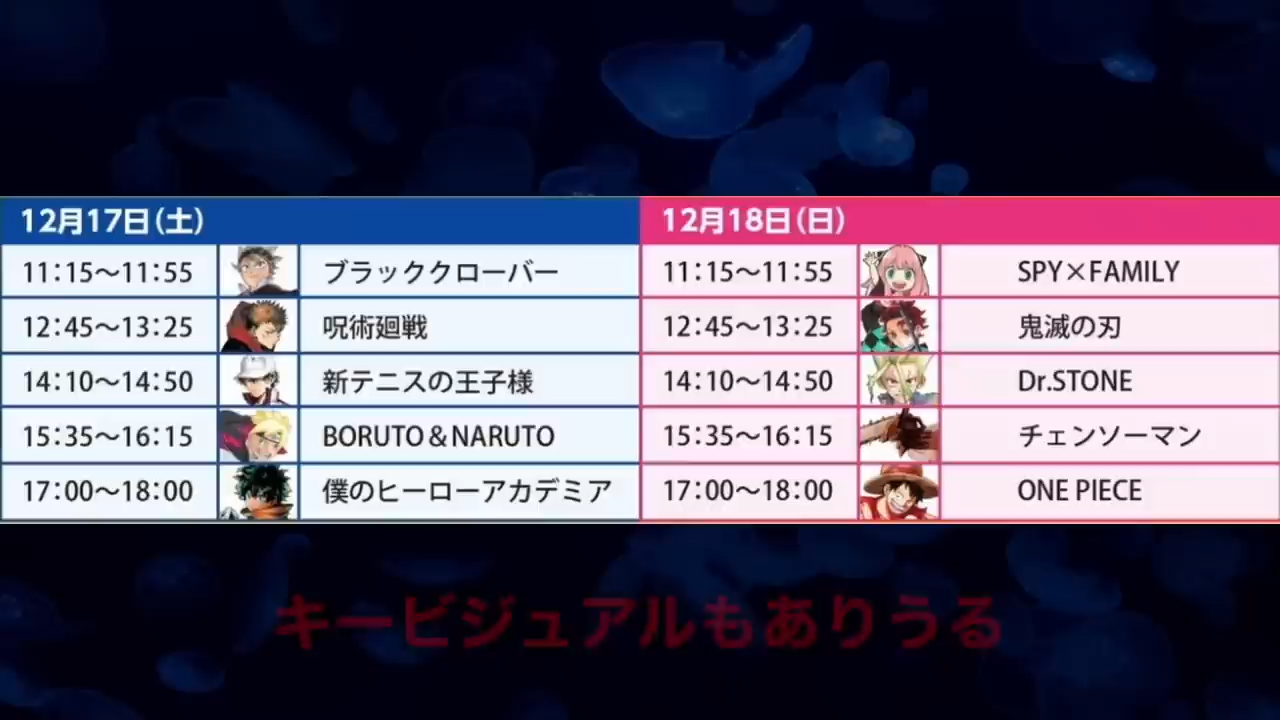 12月17日(土)
11:15～11:55 ブラッククローバー
12:45～13:25 呪術廻戦
14:10～14:50 新テニスの王子様
15:35～16:15 BORUTO＆NARUTO
17:00～18:00 僕のヒーローアカデミア
12月18日(日)
11:15～11:55 SPY×FAMILY
12:45～13:25 鬼滅の刃
14:10～14:50 Dr.STONE
15:35～16:15 チェンソーマン
17:00～18:00 ONE PIECE
キービジュアルもありうる